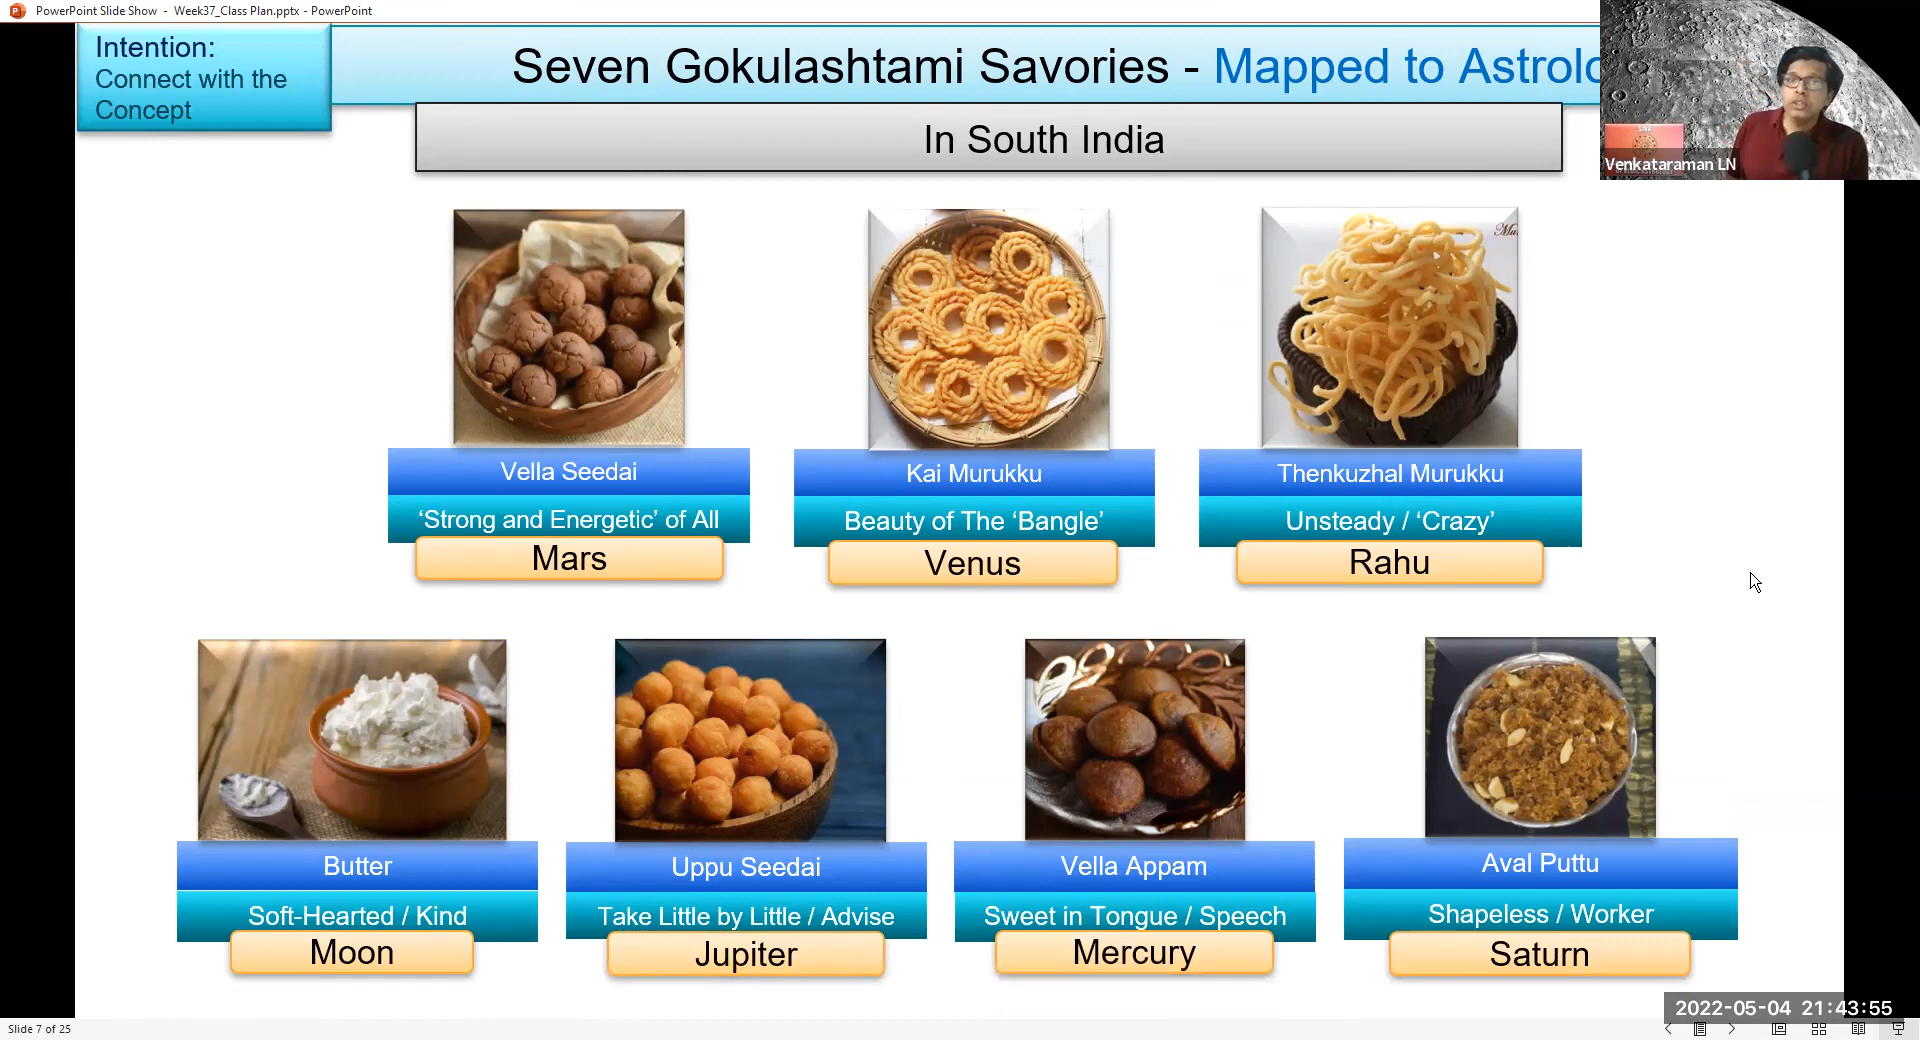 PowerPoint Slide Show - Week37_Class Plan.pptx - PowerPoint
Intention:
Connect with the
Concept
Seven Gokulashtami Savories - Mapped to Astrolo
In South India
Venkataraman LN
Vella Seedai
Kai Murukku
Thenkuzhal Murukku
‘Strong and Energetic’ of All
Beauty of The ‘Bangle’
Unsteady / ‘Crazy’
Mars
Venus
Rahu
Butter
Uppu Seedai
Vella Appam
Aval Puttu
Soft-Hearted / Kind
Take Little by Little / Advise
Sweet in Tongue / Speech
Shapeless / Worker
Moon
Jupiter
Mercury
Saturn
2022-05-04 21:43:55
Slide 7 of 25